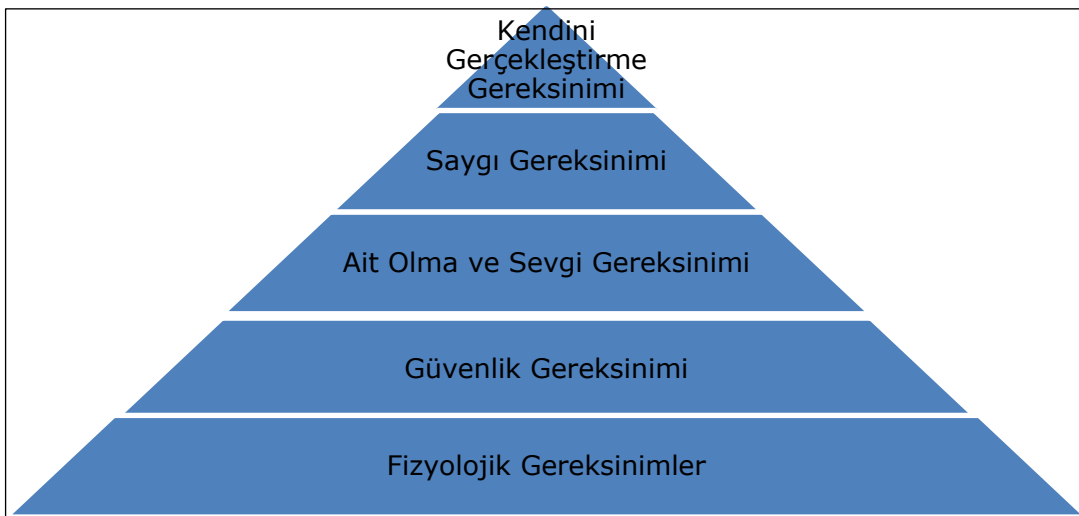 Kendini
Gerçekleştirme
Gereksinimi
Saygı Gereksinimi
Ait Olma ve Sevgi Gereksinimi
Güvenlik Gereksinimi
Fizyolojik Gereksinimler